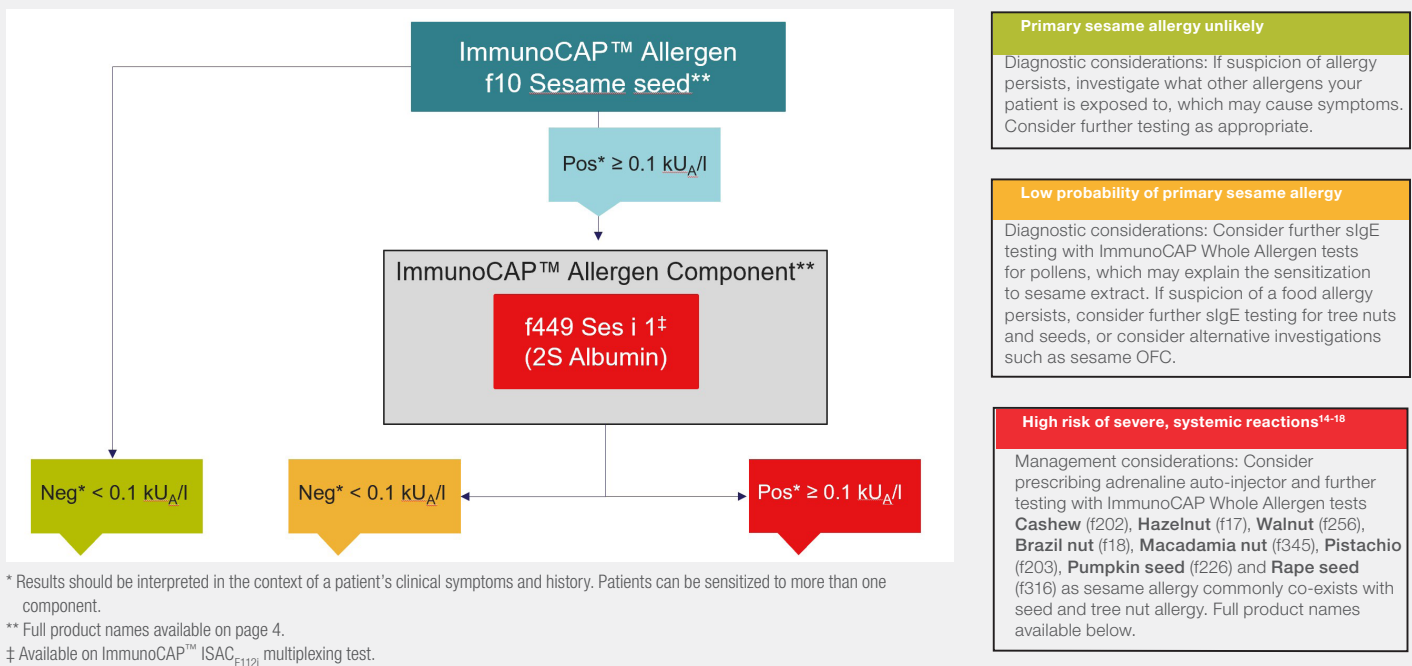 ImmunoCAP™ Allergen
f10 Sesame seed**
Pos* ≥ 0.1 kUA/l
ImmunoCAP™ Allergen Component**
f449 Ses i 1‡
(2S Albumin)
Neg* < 0.1 kUA/l
Neg* < 0.1 kUA/l
Pos* ≥ 0.1 kUA/l
* Results should be interpreted in the context of a patient’s clinical symptoms and history. Patients can be sensitized to more than one
component.
** Full product names available on page 4.
‡ Available on ImmunoCAP™ ISACE112i multiplexing test.
Primary sesame allergy unlikely
Diagnostic considerations: If suspicion of allergy
persists, investigate what other allergens your
patient is exposed to, which may cause symptoms.
Consider further testing as appropriate.
Low probability of primary sesame allergy
Diagnostic considerations: Consider further sIgE
testing with ImmunoCAP Whole Allergen tests
for pollens, which may explain the sensitization
to sesame extract. If suspicion of a food allergy
persists, consider further sIgE testing for tree nuts
and seeds, or consider alternative investigations
such as sesame OFC.
High risk of severe, systemic reactions14-18
Management considerations: Consider
prescribing adrenaline auto-injector and further
testing with ImmunoCAP Whole Allergen tests
Cashew (f202), Hazelnut (f17), Walnut (f256),
Brazil nut (f18), Macadamia nut (f345), Pistachio
(f203), Pumpkin seed (f226) and Rape seed
(f316) as sesame allergy commonly co-exists with
seed and tree nut allergy. Full product names
available below.